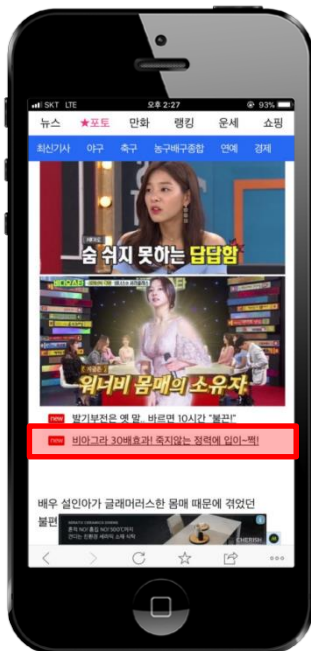 SKT LTE 오후 2:27 93%
뉴스 ★포토 만화 랭킹 운세 쇼핑
최신기사 야구 축구 농구배구종합 연예 경제
숨 쉬지 못하는 답답함
워너비 몸매의 소유자
new 발기부전은 옛 말.. 바르면 10시간 "불끈!"
new 비아그라 30배효과! 죽지않는 정력에 입이~쩍!
배우 설인아가 글래머러스한 몸매 때문에 겪었던
불편
CHERISH